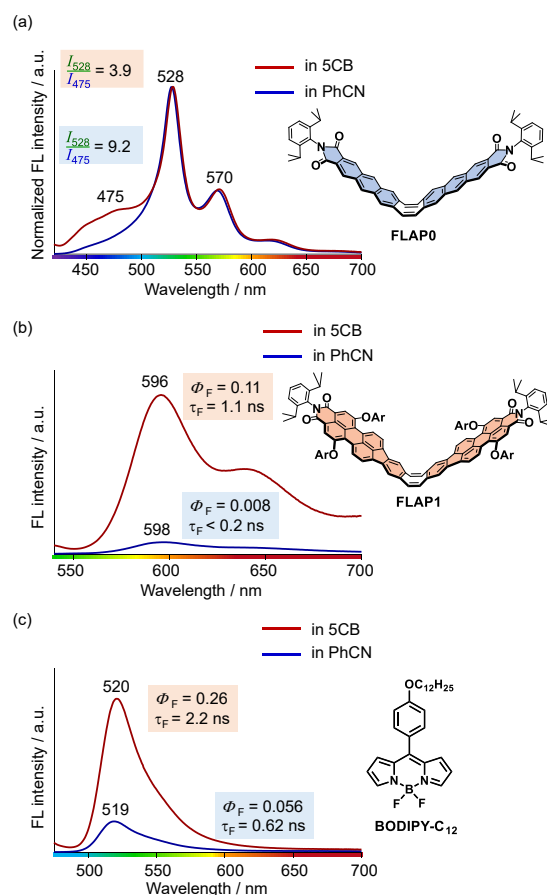 (a)
I528/I475 = 3.9
I528/I475 = 9.2
528
475
570
in 5CB
in PhCN
Normalized FL intensity / a.u.
450 500 550 600 650 700
Wavelength / nm
N
O
O
O
N
O
FLAP0
(b)
in 5CB
in PhCN
596
ΦF = 0.11
τF = 1.1 ns
598
ΦF = 0.008
τF < 0.2 ns
FL intensity / a.u.
550 600 650 700
Wavelength / nm
O
OAr
N
O
ArO
O
ArO
N
O
OAr
FLAP1
(c)
in 5CB
in PhCN
520
ΦF = 0.26
τF = 2.2 ns
519
ΦF = 0.056
τF = 0.62 ns
FL intensity / a.u.
500 550 600 650 700
Wavelength / nm
OC12H25
N N
B
F F
BODIPY-C12